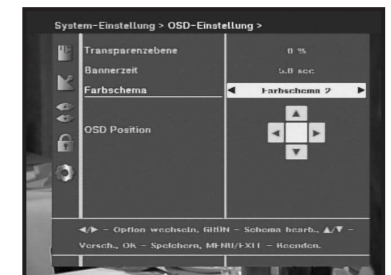 System-Einstellung > OSD-Einstellung >
Transparenzebene 0 %
Bannerzeit 5.0 sec
Farbschema Farbschema 2
OSD Position
◄/► – Option wechseln, GRÜN – Schema bearb., ▲/▼ –
Versch., OK – Speichern, MENU/EXIT – Beenden.